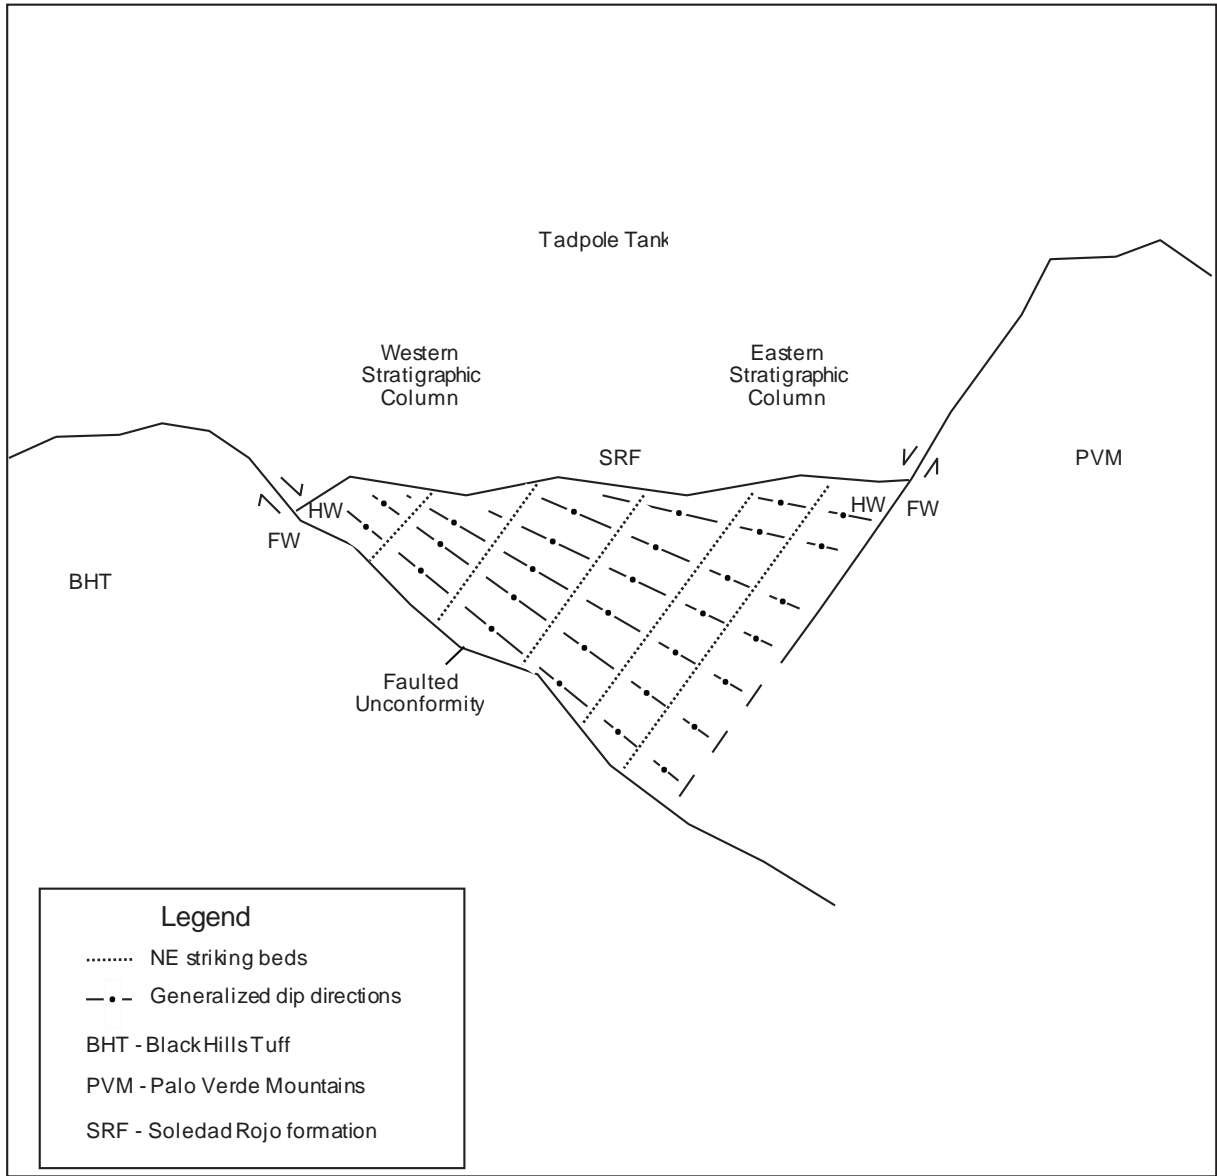 Tadpole Tank
Western
Stratigraphic
Column
Eastern
Stratigraphic
Column
SRF
PVM
HW
HW
FW
FW
BHT
Faulted
Unconformity
Legend
NE striking beds
Generalized dip directions
BHT - Black Hills Tuff
PVM - Palo Verde Mountains
SRF - Soledad Rojo formation